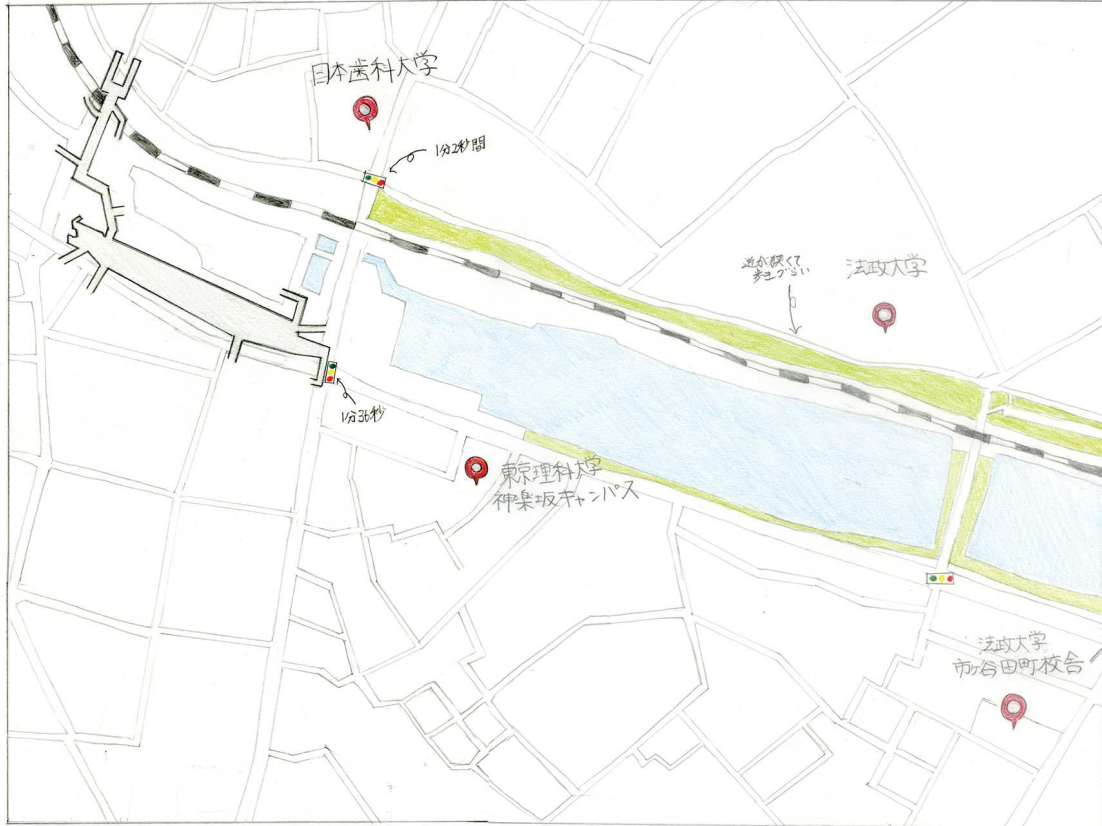 日本歯科大学
1分2秒間
道が狭くて
歩きづらい
法政大学
1分36秒
東京理科大学
神楽坂キャンパス
法政大学
市ヶ谷田町校舎